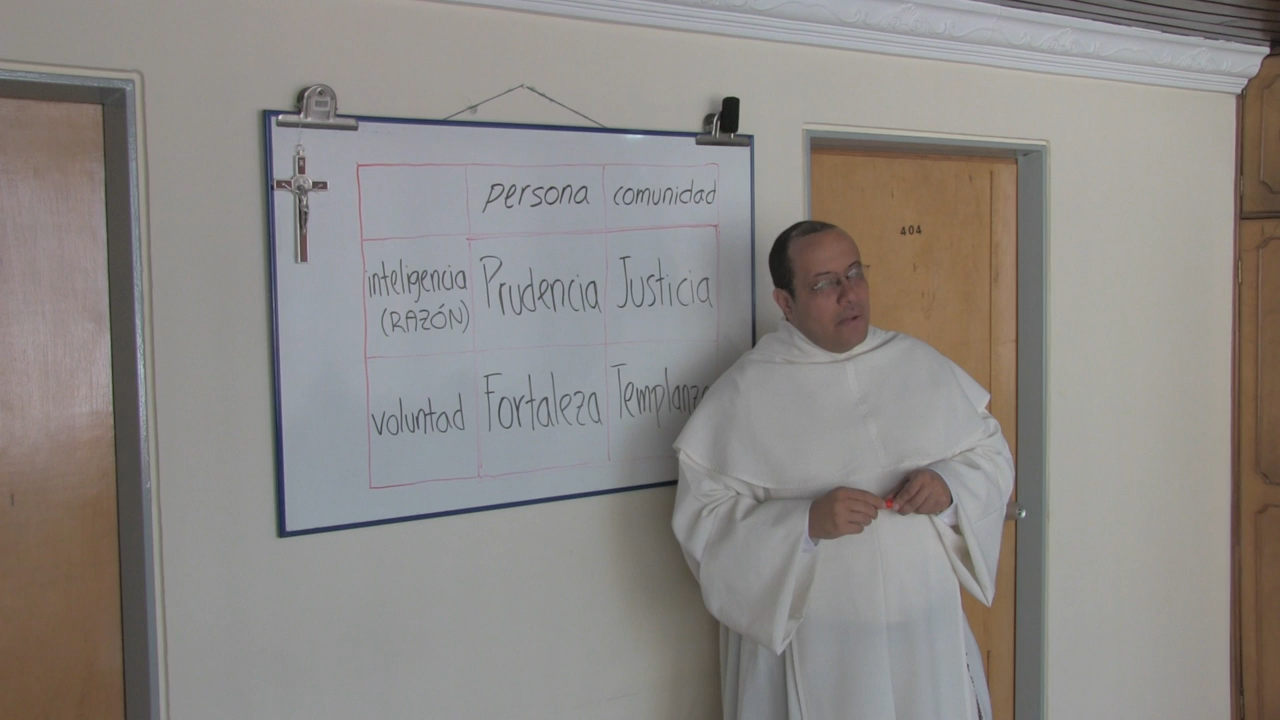 persona comunidad
inteligencia Prudencia Justicia
(RAZÓN)
voluntad Fortaleza Templanza
404